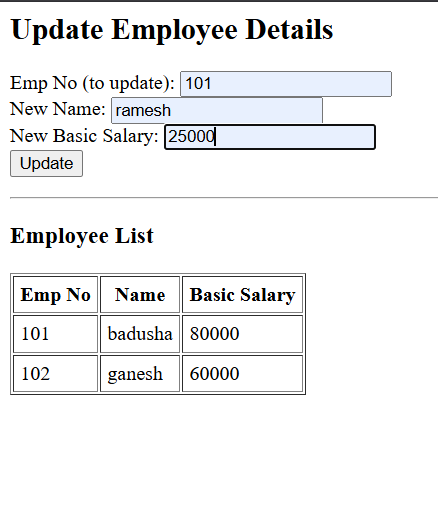 Update Employee Details
Emp No (to update): 101
New Name: ramesh
New Basic Salary: 25000
Update
Employee List
Emp No Name Basic Salary
101 badusha 80000
102 ganesh 60000